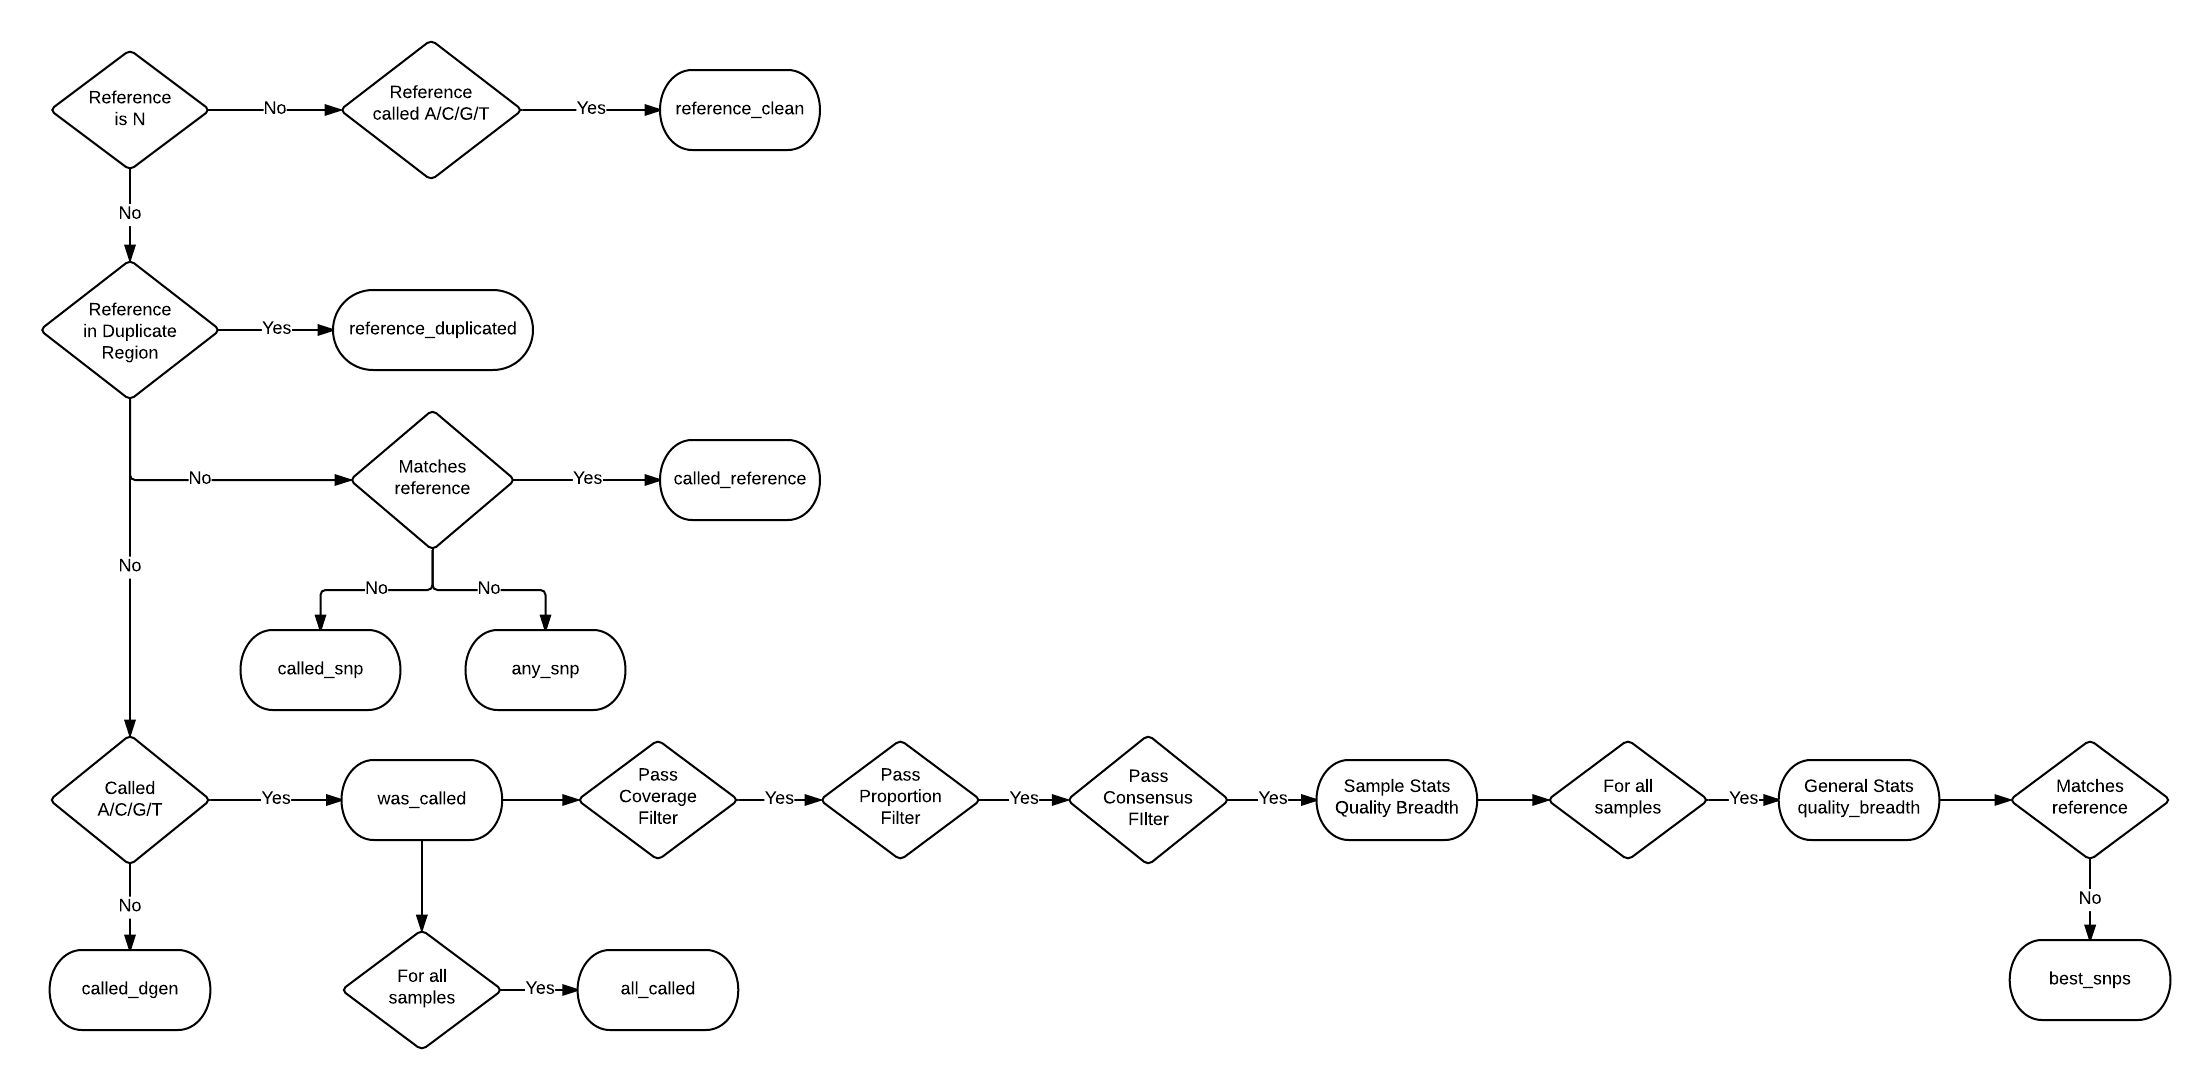 Reference
is N
No
Reference
called A/C/G/T
Yes
reference_clean
No
Reference
in Duplicate
Region
Yes
reference_duplicated
No
Matches
reference
Yes
called_reference
No
No
No
called_snp
any_snp
Called
A/C/G/T
Yes
was_called
Pass
Coverage
Filter
Yes
Pass
Proportion
Filter
Yes
Pass
Consensus
FIlter
Yes
Sample Stats
Quality Breadth
For all
samples
Yes
General Stats
quality_breadth
Matches
reference
No
No
called_dgen
For all
samples
Yes
all_called
best_snps